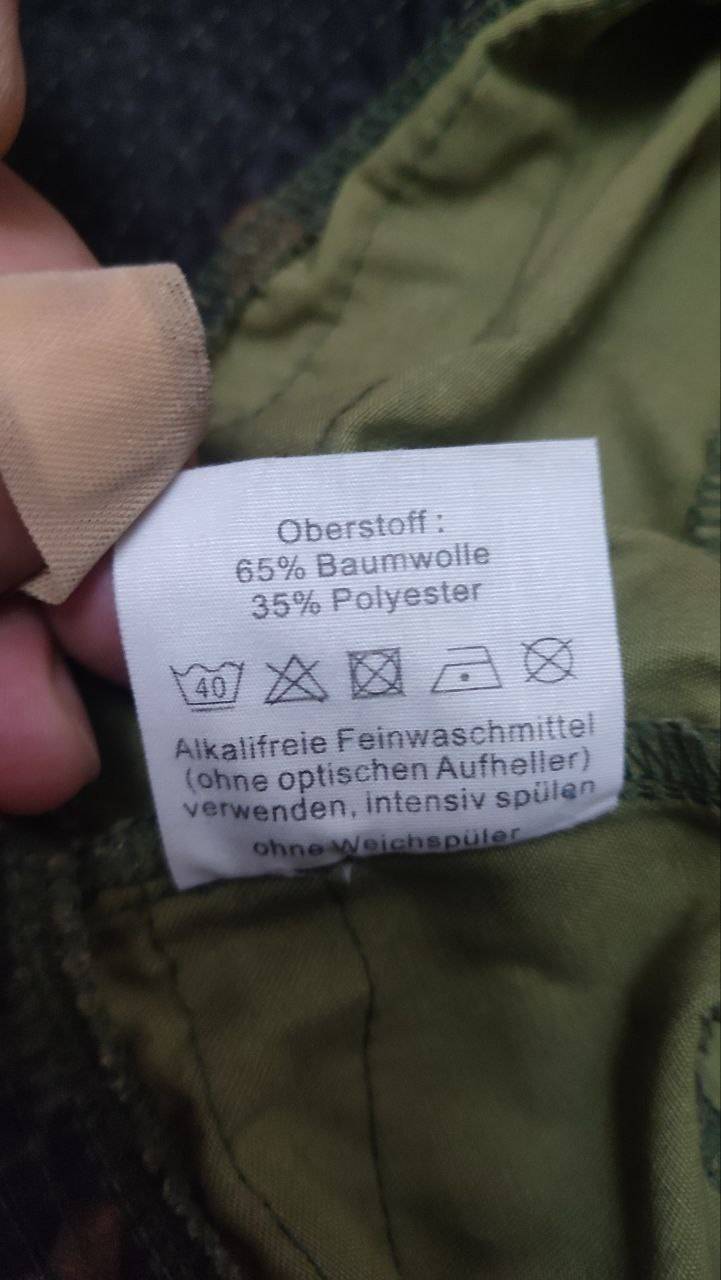 Oberstoff :
65% Baumwolle
35% Polyester
40
Alkalifreie Feinwaschmittel
(ohne optischen Aufheller)
verwenden, intensiv spülen
ohne Weichspüler